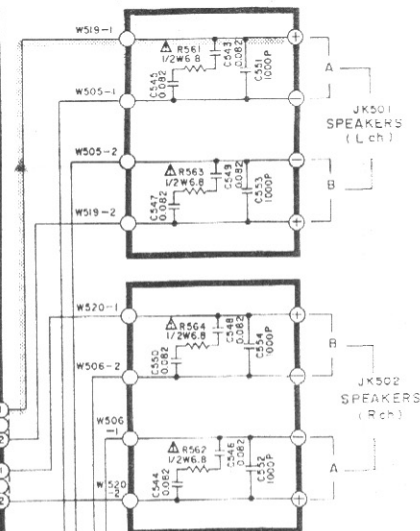 W519-1
⚠ R561
1/2W6.8
C543
0.082
C545
0.082
C551
1000P
+
A
W505-1
−
JK501
SPEAKERS
(Lch)
W505-2
−
⚠ R563
1/2W6.8
C549
0.082
C547
0.082
C553
1000P
B
W519-2
+
W520-1
+
⚠ R564
1/2W6.8
C548
0.082
C550
0.082
C554
1000P
B
W506-2
−
JK502
SPEAKERS
(Rch)
W506
-1
−
⚠ R562
1/2W6.8
C546
0.082
C544
0.082
C552
1000P
A
W520
-2
+
2
2